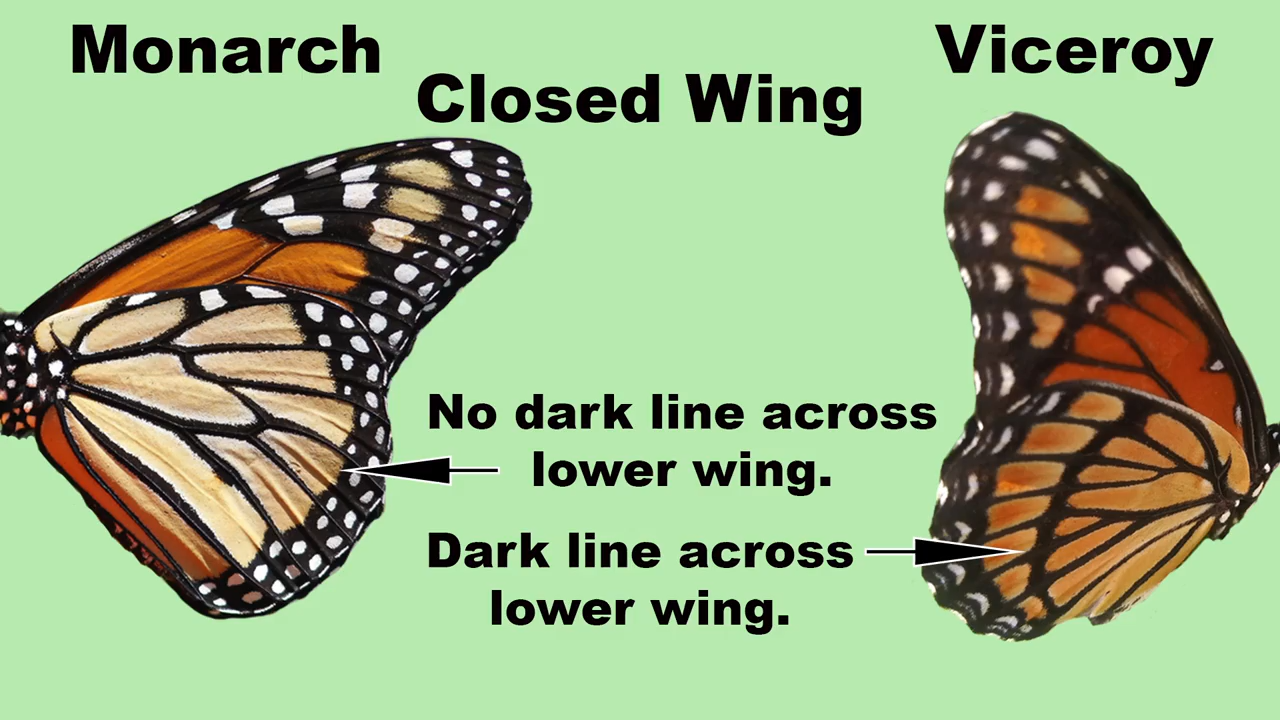 Monarch
Viceroy
Closed Wing
No dark line across
lower wing.
Dark line across
lower wing.